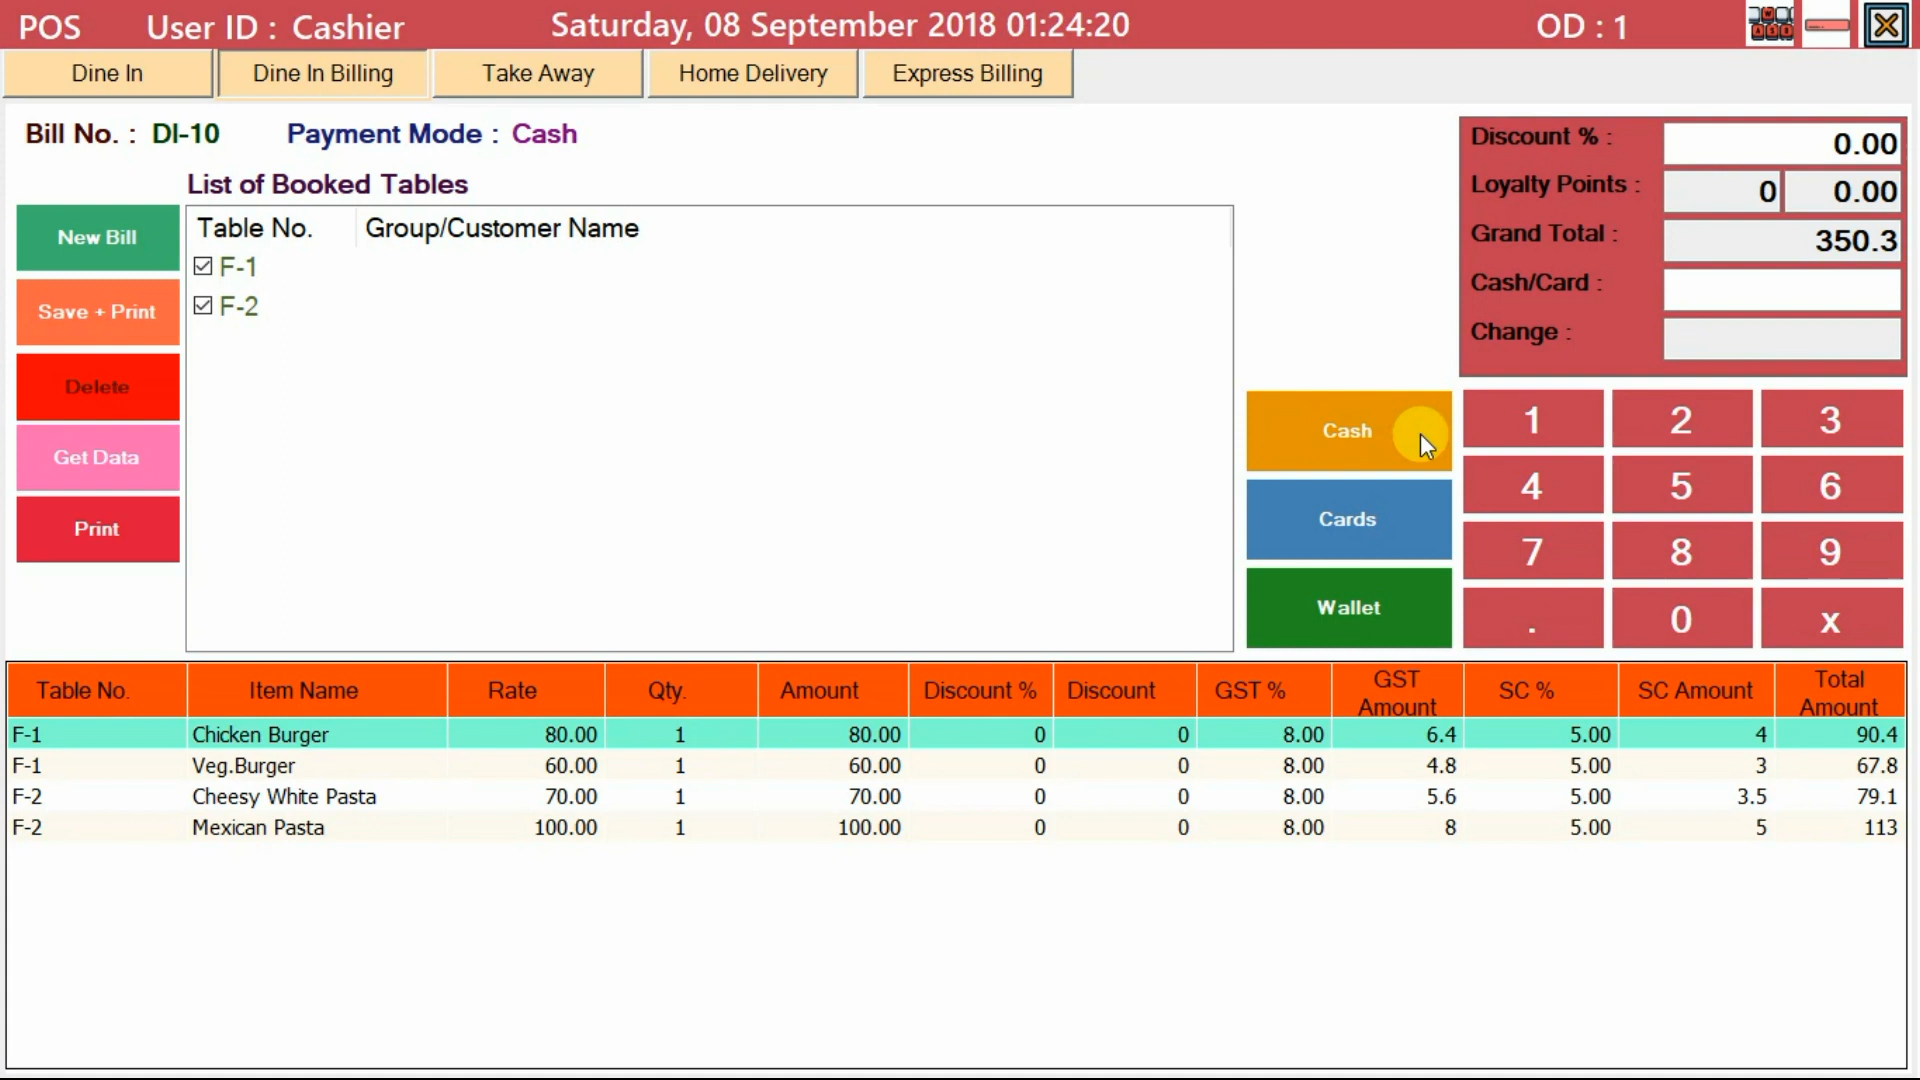 POS User ID : Cashier Saturday, 08 September 2018 01:24:20 OD : 1
Dine In Dine In Billing Take Away Home Delivery Express Billing
Bill No. : DI-10 Payment Mode : Cash
List of Booked Tables
Table No. Group/Customer Name
F-1
F-2
New Bill
Save + Print
Delete
Get Data
Print
Discount % : 0.00
Loyalty Points : 0 0.00
Grand Total : 350.3
Cash/Card :
Change :
Cash
Cards
Wallet
1 2 3
4 5 6
7 8 9
. 0 x
Table No. Item Name Rate Qty. Amount Discount % Discount GST % GST Amount SC % SC Amount Total Amount
F-1 Chicken Burger 80.00 1 80.00 0 0 8.00 6.4 5.00 4 90.4
F-1 Veg.Burger 60.00 1 60.00 0 0 8.00 4.8 5.00 3 67.8
F-2 Cheesy White Pasta 70.00 1 70.00 0 0 8.00 5.6 5.00 3.5 79.1
F-2 Mexican Pasta 100.00 1 100.00 0 0 8.00 8 5.00 5 113